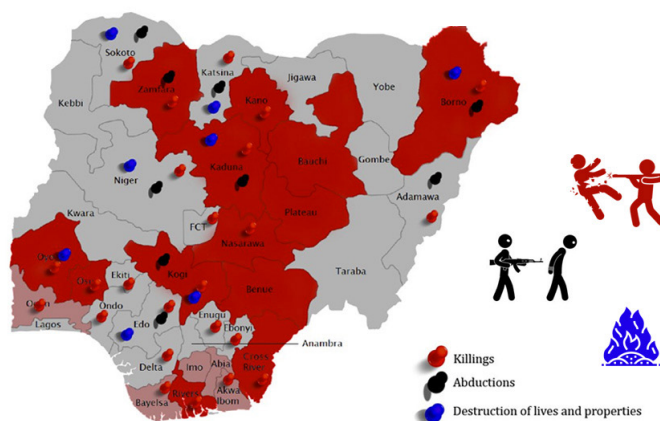 Sokoto
Katsina
Jigawa
Yobe
Borno
Kebbi
Zamfara
Kano
Kaduna
Bauchi
Gombe
Niger
Adamawa
Kwara
FCT
Plateau
Nasarawa
Taraba
Oyo
Ekiti
Kogi
Benue
Ogun
Ondo
Edo
Enugu
Ebonyi
Lagos
Anambra
Delta
Imo
Abia
Cross
River
Bayelsa
Rivers
Akwa
Ibom
Killings
Abductions
Destruction of lives and properties